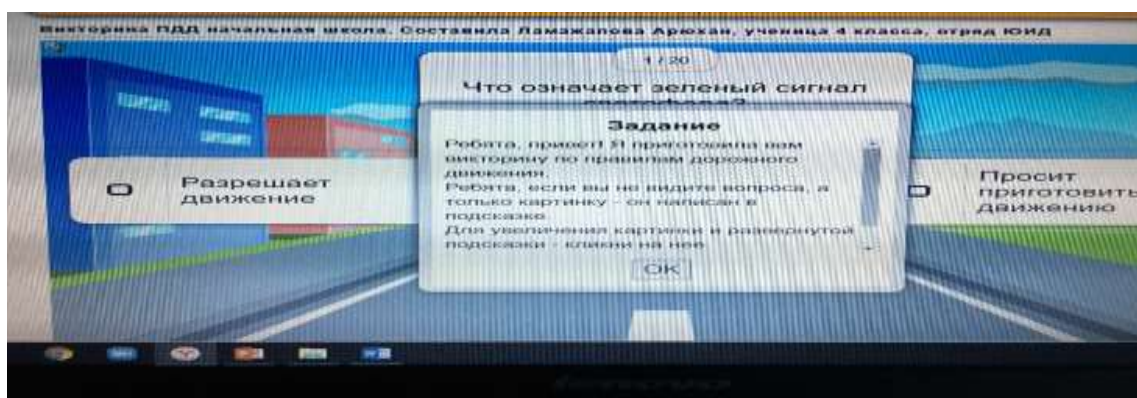 Викторина ПДД начальная школа. Составила Ламажапова Арюхан, ученица 4 класса, отряд ЮИД
1 / 20
Что означает зеленый сигнал
светофора?
Задание
Ребята, привет! Я приготовила вам
викторину по правилам дорожного
движения.
Ребята, если вы не видите вопроса, а
только картинку - он написан в
подсказке.
Для увеличения картинки и развернутой
подсказки - кликни на нее
OK
Разрешает
движение
Просит
приготовить
движению